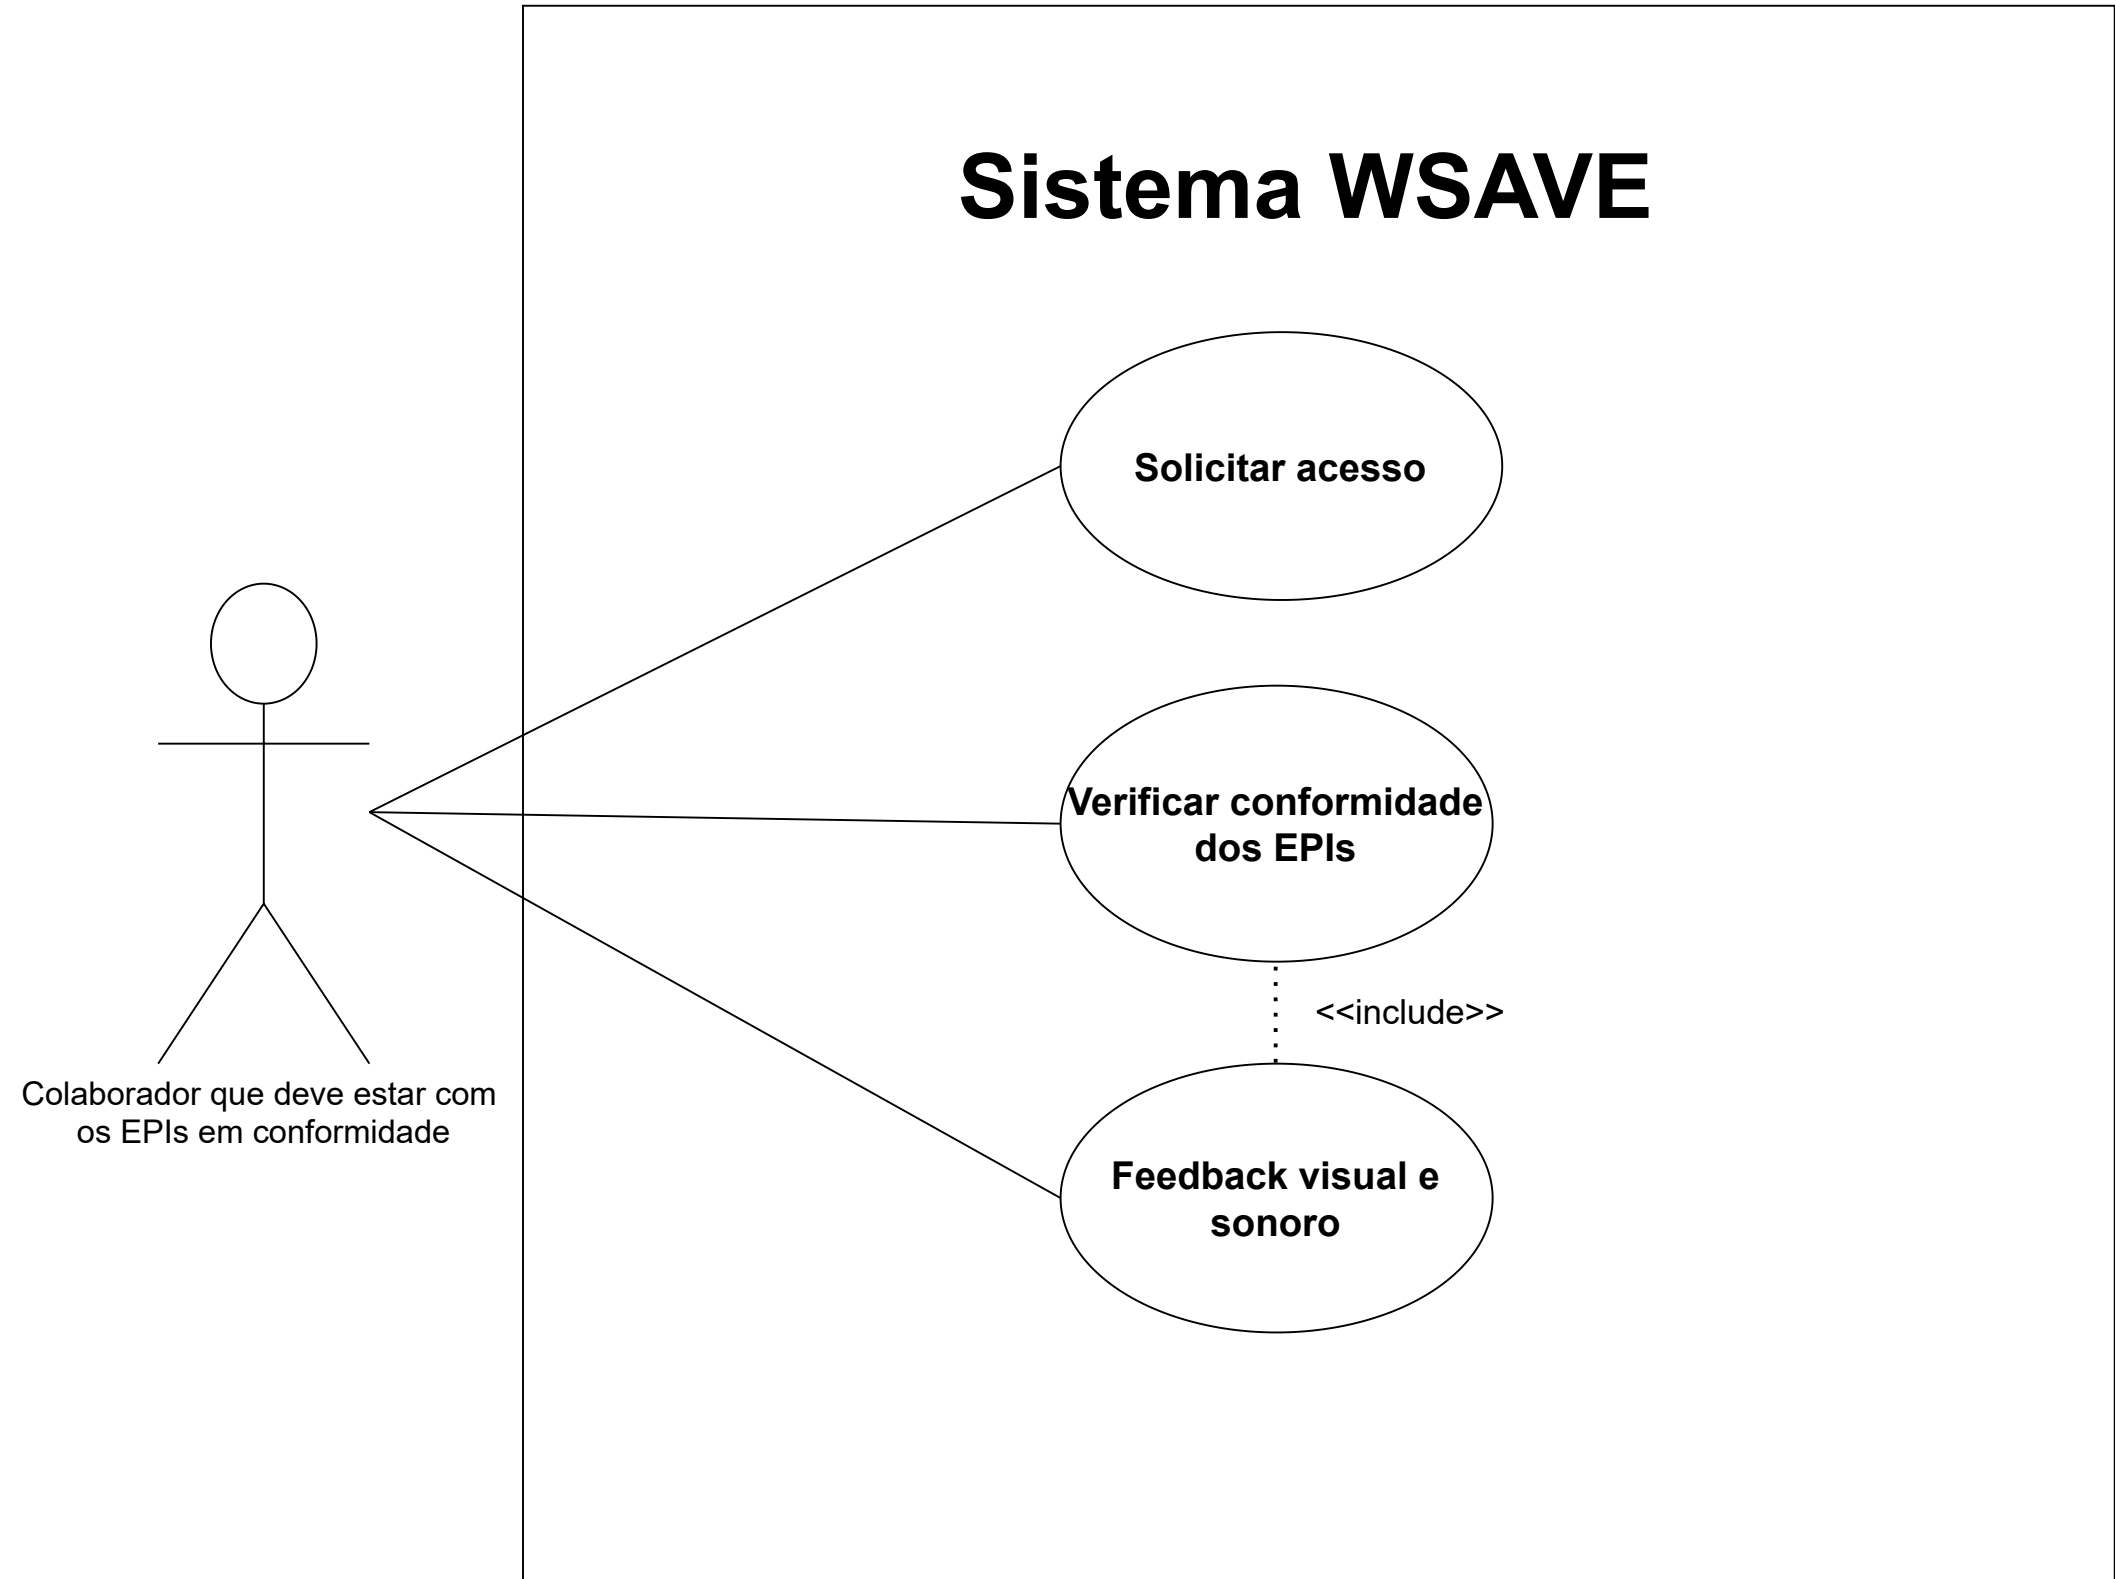 Sistema WSAVE
Solicitar acesso
Verificar conformidade
dos EPIs
<<include>>
Feedback visual e
sonoro
Colaborador que deve estar com
os EPIs em conformidade